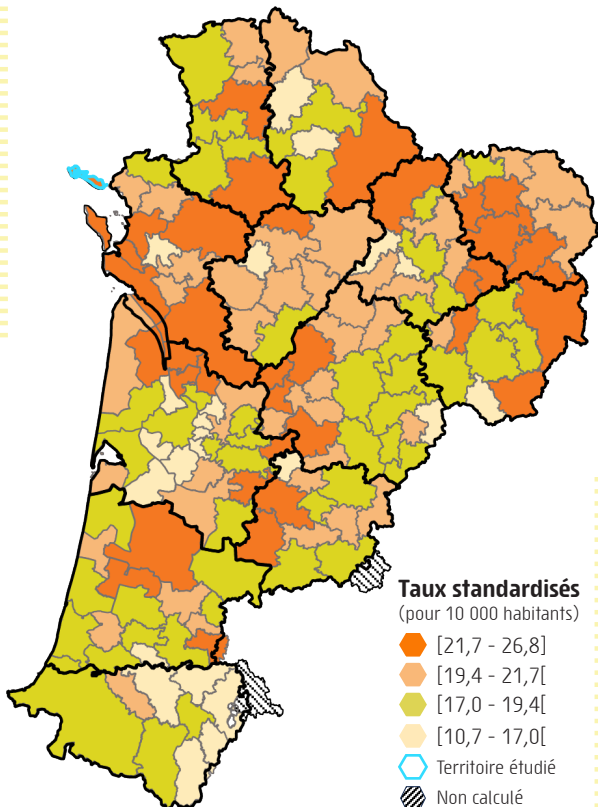 Taux standardisés
(pour 10 000 habitants)
[21,7 - 26,8]
[19,4 - 21,7[
[17,0 - 19,4[
[10,7 - 17,0[
Territoire étudié
Non calculé